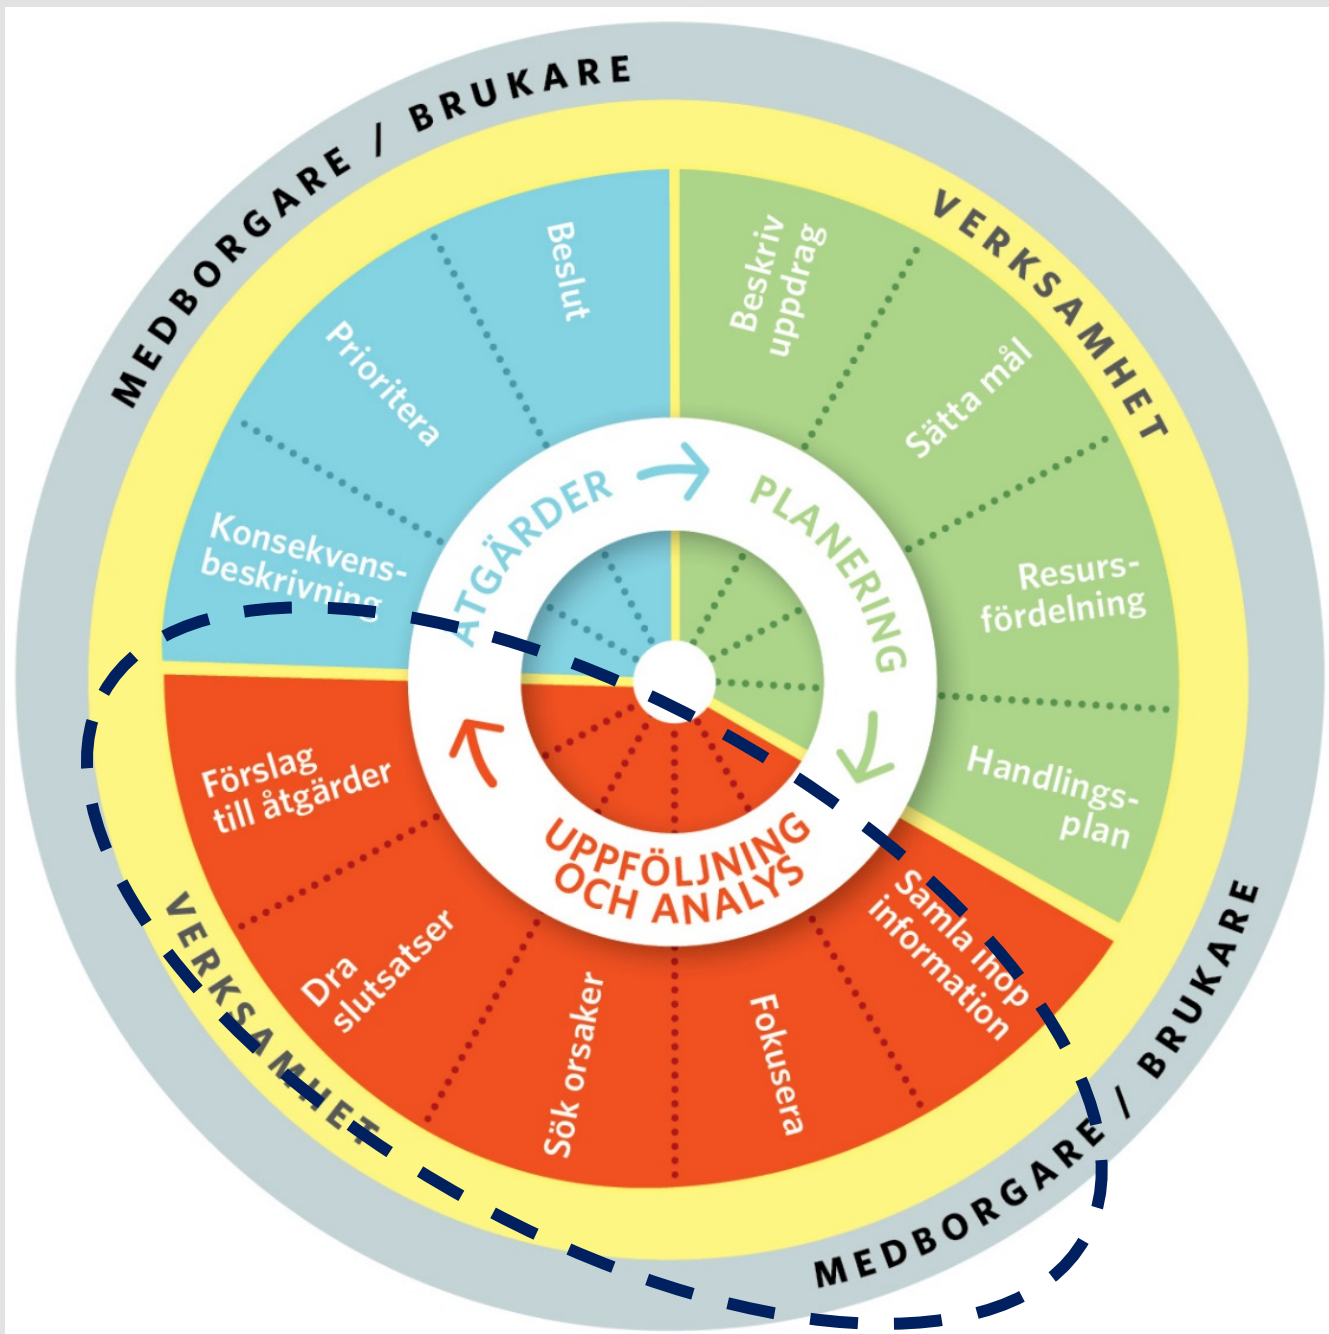 MEDBORGARE / BRUKARE
VERKSAMHET
Beslut
Prioritera
Konsekvens-
beskrivning
Beskriv
uppdrag
Sätta mål
Resurs-
fördelning
Handlings-
plan
ÅTGÄRDER
PLANERING
UPPFÖLJNING
OCH ANALYS
Samla ihop
information
Fokusera
Sök orsaker
Dra
slutsatser
Förslag
till åtgärder
VERKSAMHET
MEDBORGARE / BRUKARE